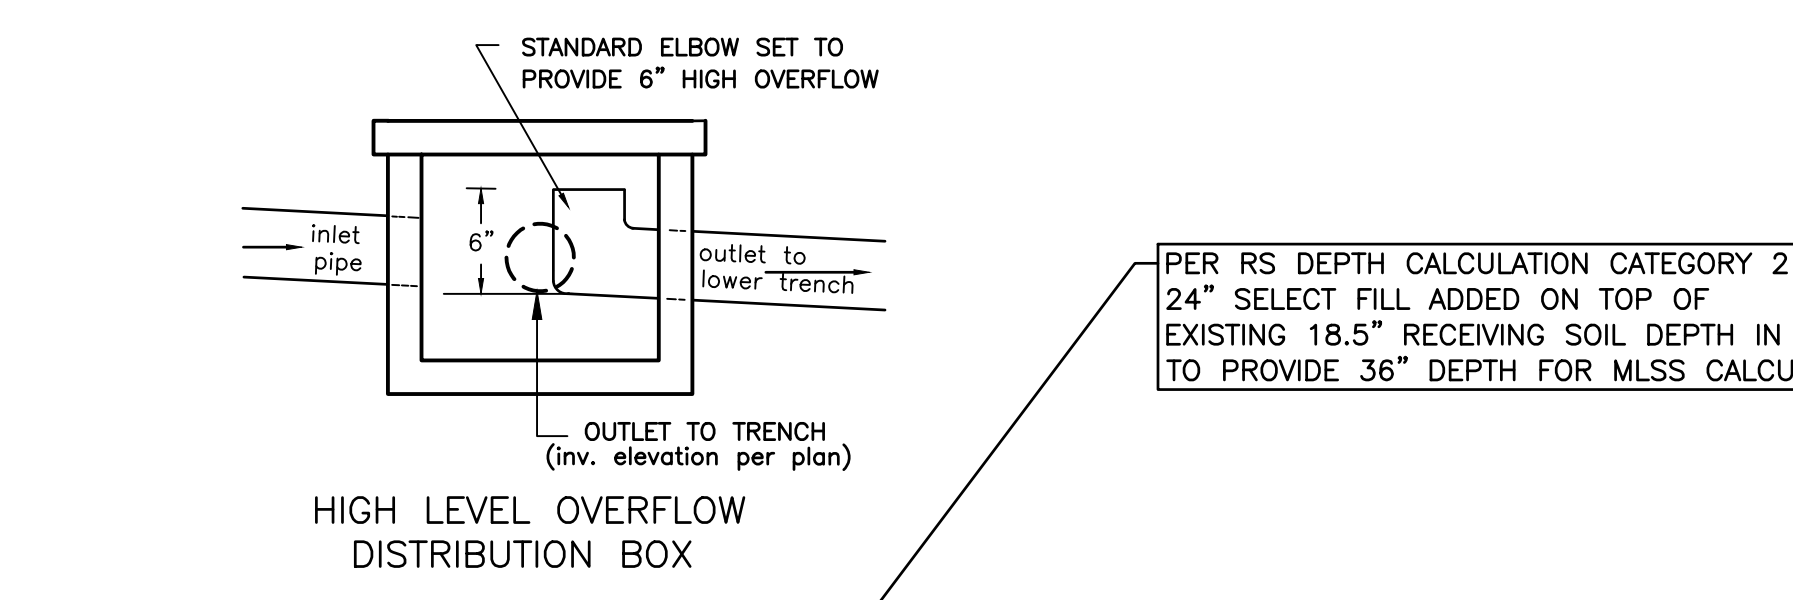 STANDARD ELBOW SET TO
PROVIDE 6" HIGH OVERFLOW
6"
inlet
pipe
outlet to
lower trench
OUTLET TO TRENCH
(inv. elevation per plan)
HIGH LEVEL OVERFLOW
DISTRIBUTION BOX
PER RS DEPTH CALCULATION CATEGORY 2
24" SELECT FILL ADDED ON TOP OF
EXISTING 18.5" RECEIVING SOIL DEPTH IN
TO PROVIDE 36" DEPTH FOR MLSS